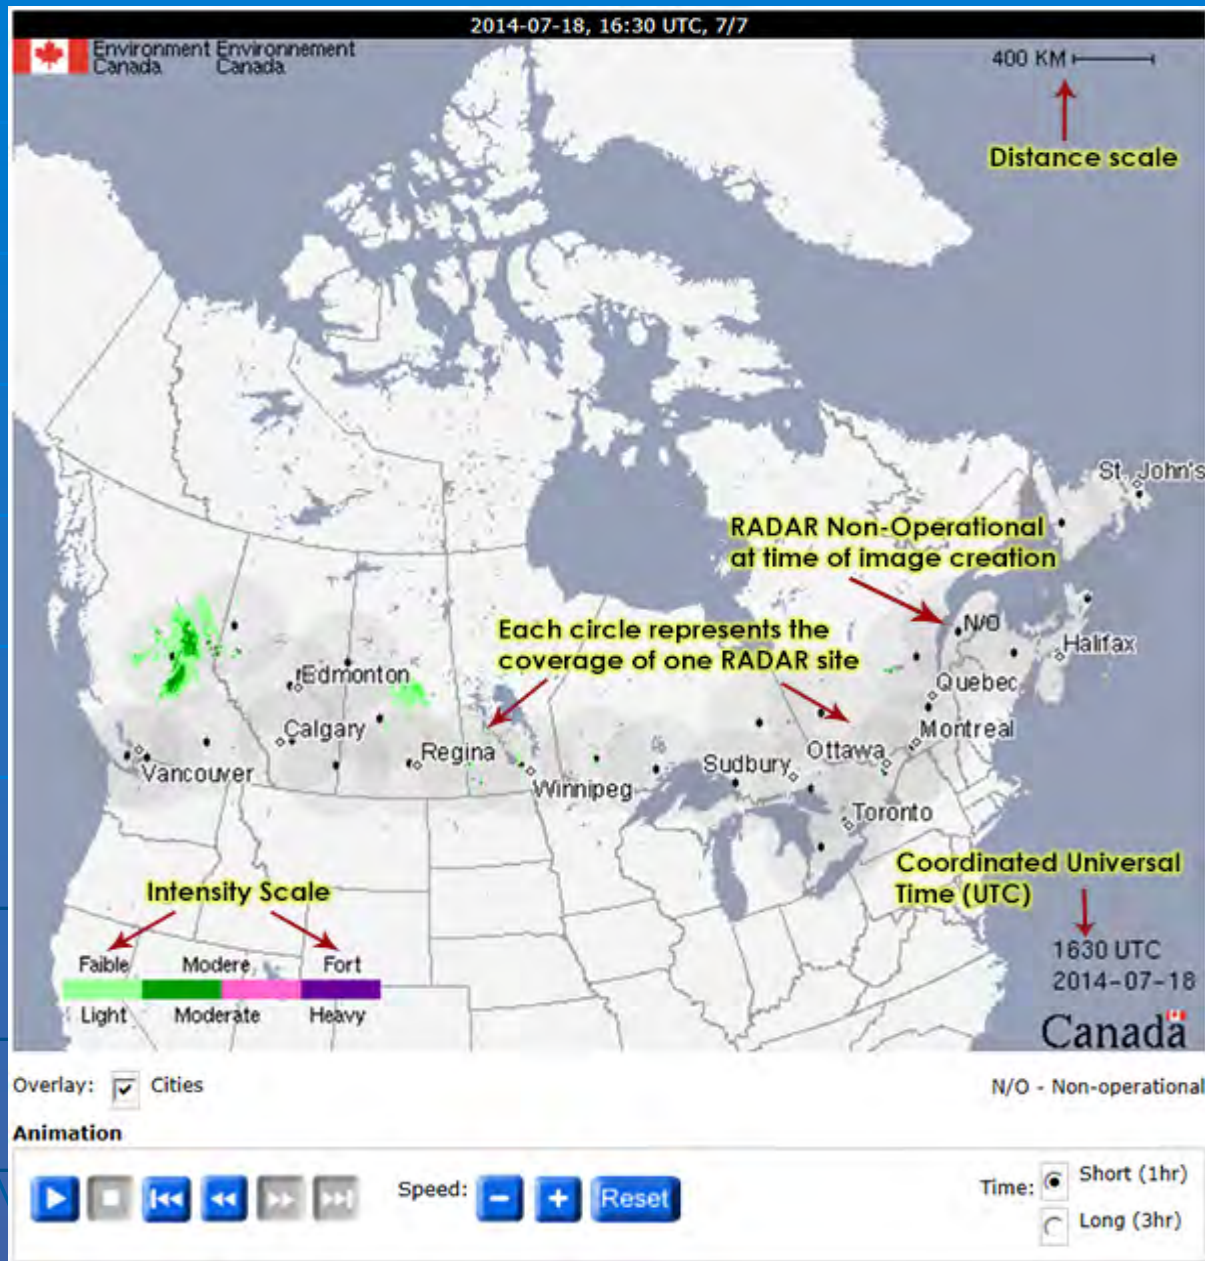 2014-07-18, 16:30 UTC, 7/7
Environment Environnement
Canada Canada
400 KM
Distance scale
St. John's
RADAR Non-Operational
at time of image creation
N/O
Each circle represents the
coverage of one RADAR site
Halifax
Edmonton
Quebec
Calgary
Montreal
Regina
Ottawa
Sudbury
Vancouver
Winnipeg
Toronto
Coordinated Universal
Time (UTC)
Intensity Scale
1630 UTC
2014-07-18
Faible Modere Fort
Light Moderate Heavy
Canada
Overlay: Cities
N/O - Non-operational
Animation
Speed: - + Reset
Time: Short (1hr)
Long (3hr)